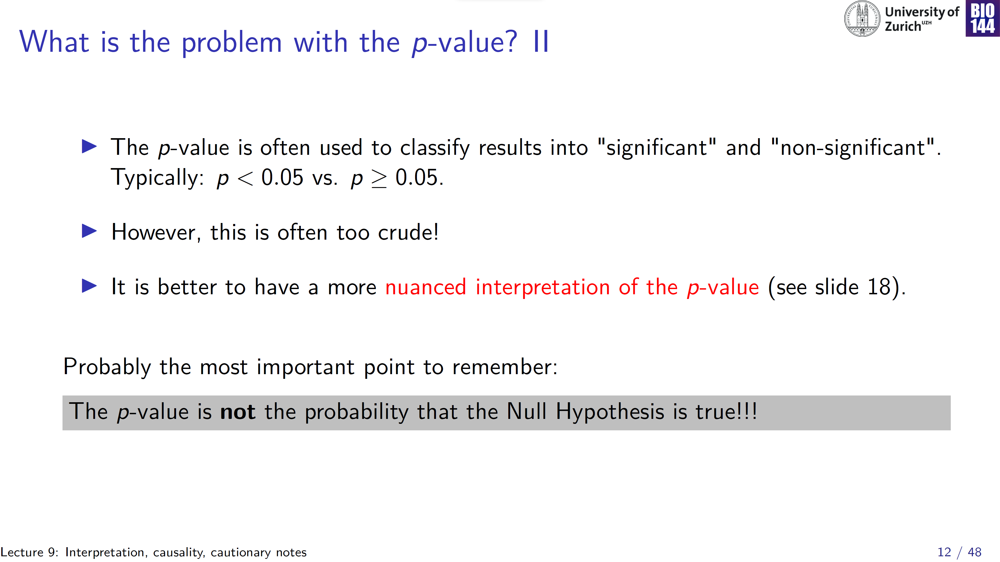 University of
Zurich UZH
BIO
144
What is the problem with the p-value? II
The p-value is often used to classify results into "significant" and "non-significant".
Typically: p < 0.05 vs. p ≥ 0.05.
However, this is often too crude!
It is better to have a more nuanced interpretation of the p-value (see slide 18).
Probably the most important point to remember:
The p-value is not the probability that the Null Hypothesis is true!!!
Lecture 9: Interpretation, causality, cautionary notes
12 / 48